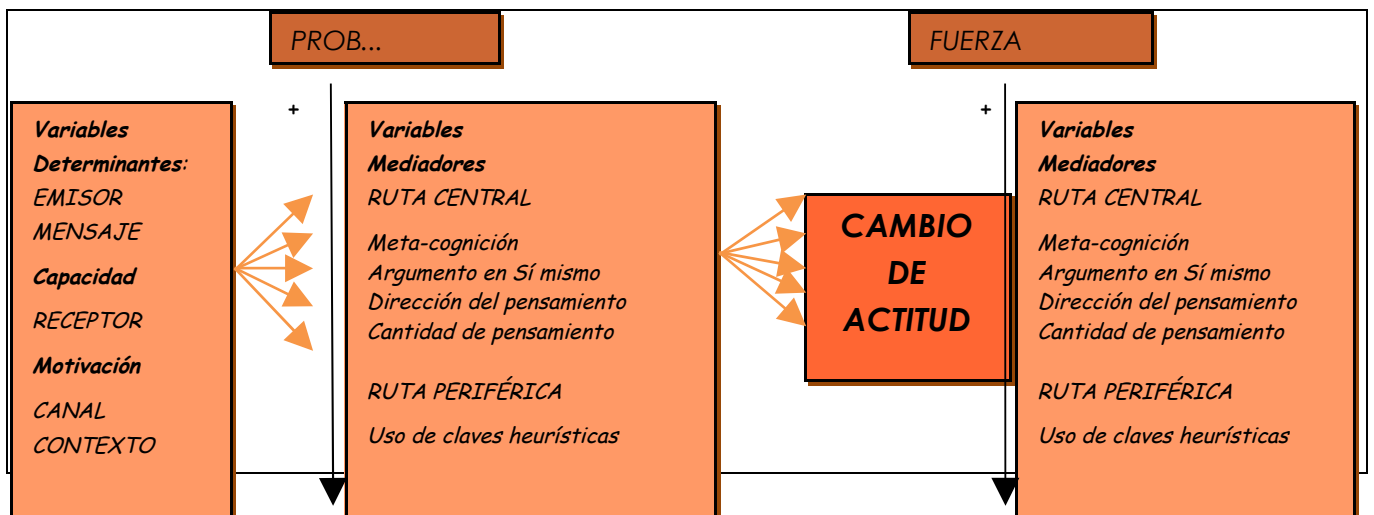 PROB...
FUERZA
+
Variables
Determinantes:
EMISOR
MENSAJE
Capacidad
RECEPTOR
Motivación
CANAL
CONTEXTO
Variables
Mediadores
RUTA CENTRAL
Meta-cognición
Argumento en Sí mismo
Dirección del pensamiento
Cantidad de pensamiento
RUTA PERIFÉRICA
Uso de claves heurísticas
CAMBIO
DE
ACTITUD
+
Variables
Mediadores
RUTA CENTRAL
Meta-cognición
Argumento en Sí mismo
Dirección del pensamiento
Cantidad de pensamiento
RUTA PERIFÉRICA
Uso de claves heurísticas